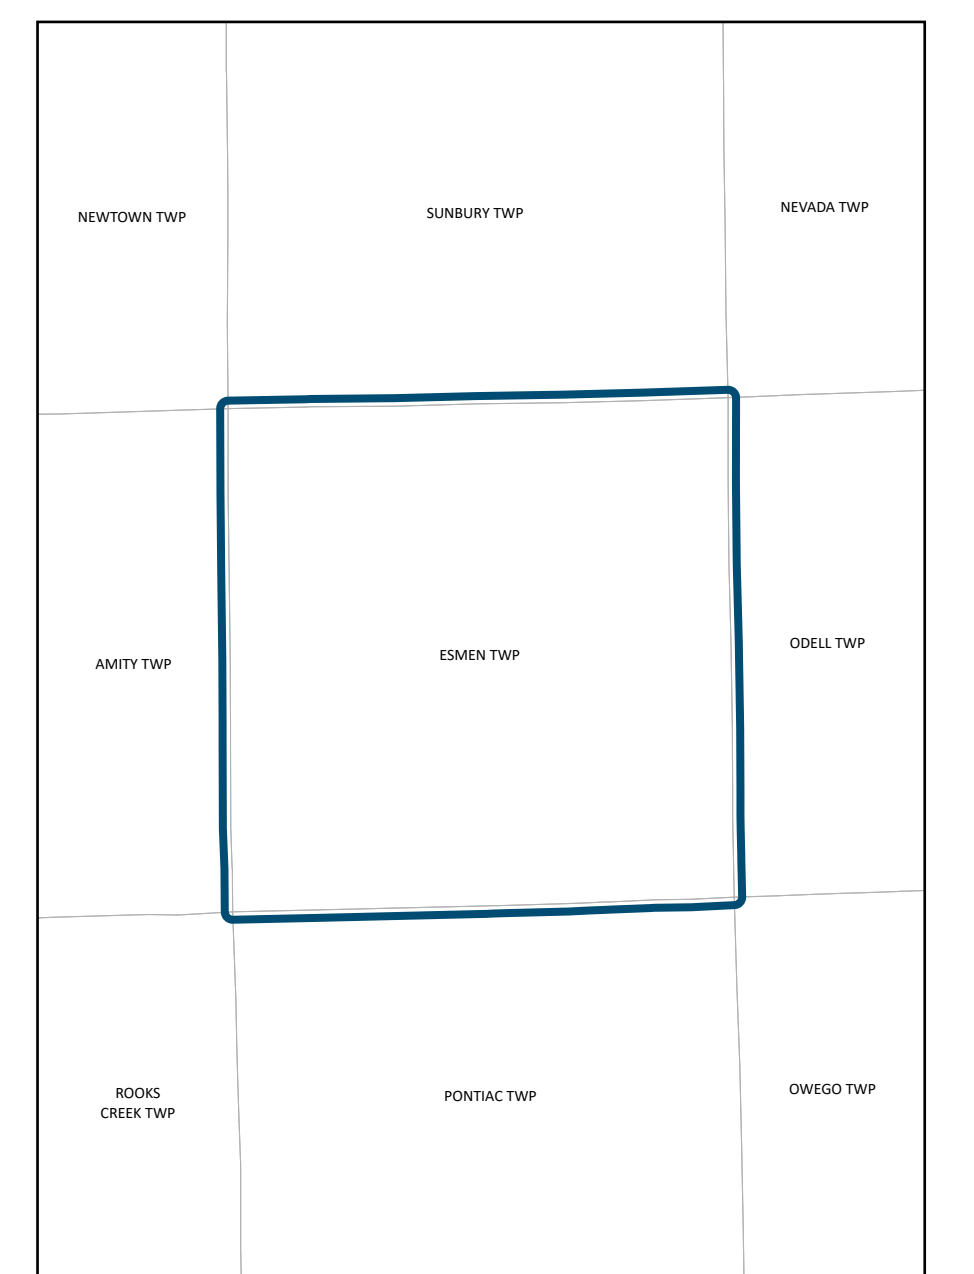 NEWTOWN TWP
SUNBURY TWP
NEVADA TWP
AMITY TWP
ESMEN TWP
ODELL TWP
ROOKS
CREEK TWP
PONTIAC TWP
OWEGO TWP